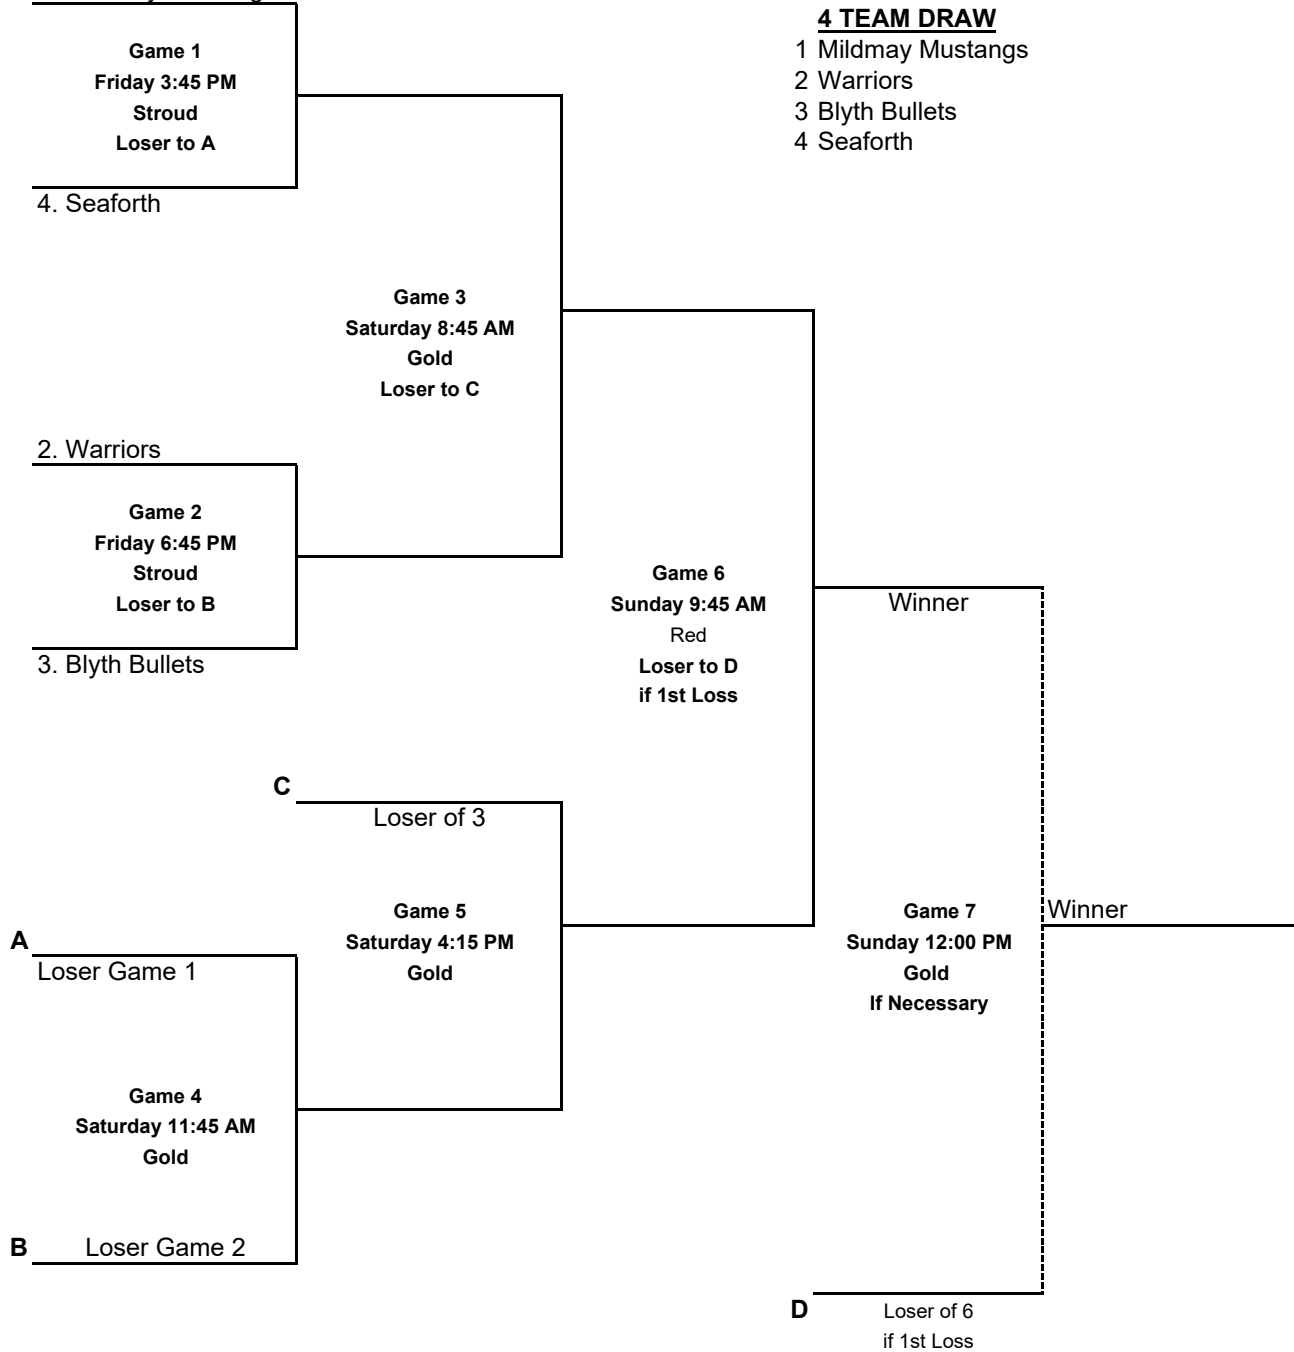 4 TEAM DRAW
1 Mildmay Mustangs
2 Warriors
3 Blyth Bullets
4 Seaforth
Game 1
Friday 3:45 PM
Stroud
Loser to A
4. Seaforth
Game 3
Saturday 8:45 AM
Gold
Loser to C
2. Warriors
Game 2
Friday 6:45 PM
Stroud
Loser to B
3. Blyth Bullets
Game 6
Sunday 9:45 AM
Red
Loser to D
if 1st Loss
Winner
C
Loser of 3
Game 5
Saturday 4:15 PM
Gold
Game 7
Sunday 12:00 PM
Gold
If Necessary
Winner
A
Loser Game 1
Game 4
Saturday 11:45 AM
Gold
B
Loser Game 2
D
Loser of 6
if 1st Loss